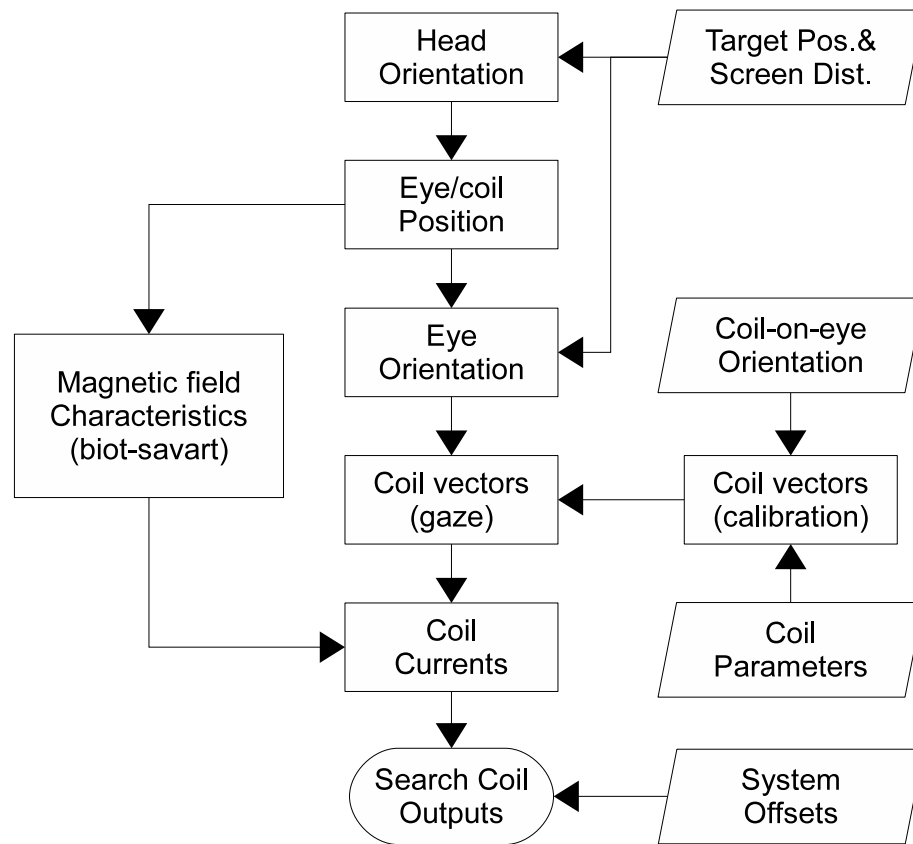 Head
Orientation
Target Pos.&
Screen Dist.
Eye/coil
Position
Eye
Orientation
Coil-on-eye
Orientation
Magnetic field
Characteristics
(biot-savart)
Coil vectors
(gaze)
Coil vectors
(calibration)
Coil
Currents
Coil
Parameters
Search Coil
Outputs
System
Offsets